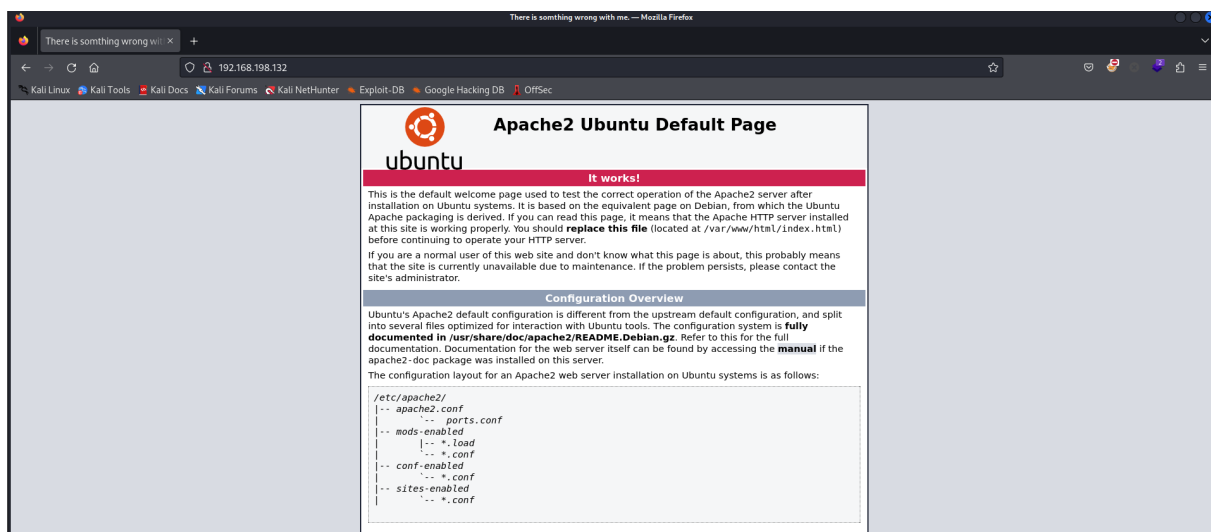 There is somthing wrong with me. — Mozilla Firefox
There is somthing wrong wit
192.168.198.132
2
Kali Linux Kali Tools Kali Docs Kali Forums Kali NetHunter Exploit-DB Google Hacking DB OffSec
ubuntu
Apache2 Ubuntu Default Page
It works!
This is the default welcome page used to test the correct operation of the Apache2 server after
installation on Ubuntu systems. It is based on the equivalent page on Debian, from which the Ubuntu
Apache packaging is derived. If you can read this page, it means that the Apache HTTP server installed
at this site is working properly. You should replace this file (located at /var/www/html/index.html)
before continuing to operate your HTTP server.
If you are a normal user of this web site and don't know what this page is about, this probably means
that the site is currently unavailable due to maintenance. If the problem persists, please contact the
site's administrator.
Configuration Overview
Ubuntu's Apache2 default configuration is different from the upstream default configuration, and split
into several files optimized for interaction with Ubuntu tools. The configuration system is fully
documented in /usr/share/doc/apache2/README.Debian.gz. Refer to this for the full
documentation. Documentation for the web server itself can be found by accessing the manual if the
apache2-doc package was installed on this server.
The configuration layout for an Apache2 web server installation on Ubuntu systems is as follows:
/etc/apache2/
|-- apache2.conf
|       `--  ports.conf
|-- mods-enabled
|       |-- *.load
|       `-- *.conf
|-- conf-enabled
|       `-- *.conf
|-- sites-enabled
|       `-- *.conf